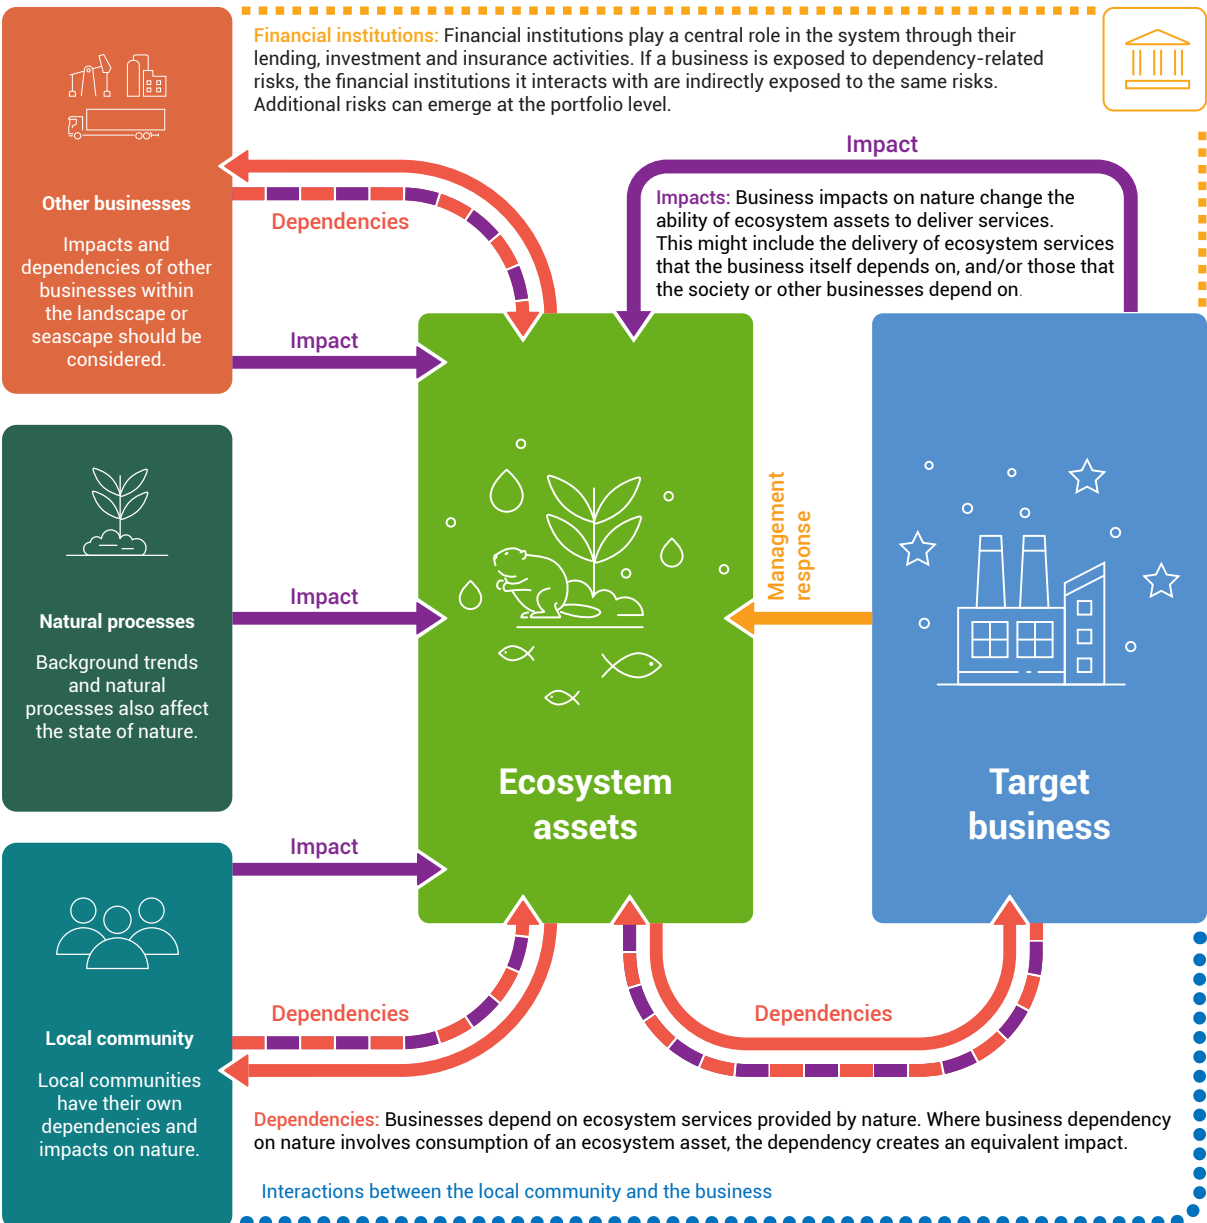 Financial institutions: Financial institutions play a central role in the system through their
lending, investment and insurance activities. If a business is exposed to dependency-related
risks, the financial institutions it interacts with are indirectly exposed to the same risks.
Additional risks can emerge at the portfolio level.
Other businesses
Impacts and
dependencies of other
businesses within
the landscape or
seascape should be
considered.
Dependencies
Impact
Impact
Impacts: Business impacts on nature change the
ability of ecosystem assets to deliver services.
This might include the delivery of ecosystem services
that the business itself depends on, and/or those that
the society or other businesses depend on.
Natural processes
Background trends
and natural
processes also affect
the state of nature.
Impact
Management
response
Ecosystem
assets
Target
business
Local community
Local communities
have their own
dependencies and
impacts on nature.
Impact
Dependencies
Dependencies
Dependencies: Businesses depend on ecosystem services provided by nature. Where business dependency
on nature involves consumption of an ecosystem asset, the dependency creates an equivalent impact.
Interactions between the local community and the business